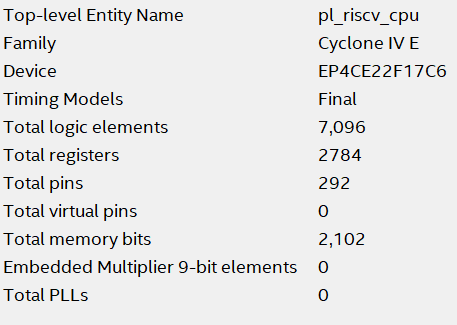 Top-level Entity Name pl_riscv_cpu
Family Cyclone IV E
Device EP4CE22F17C6
Timing Models Final
Total logic elements 7,096
Total registers 2784
Total pins 292
Total virtual pins 0
Total memory bits 2,102
Embedded Multiplier 9-bit elements 0
Total PLLs 0